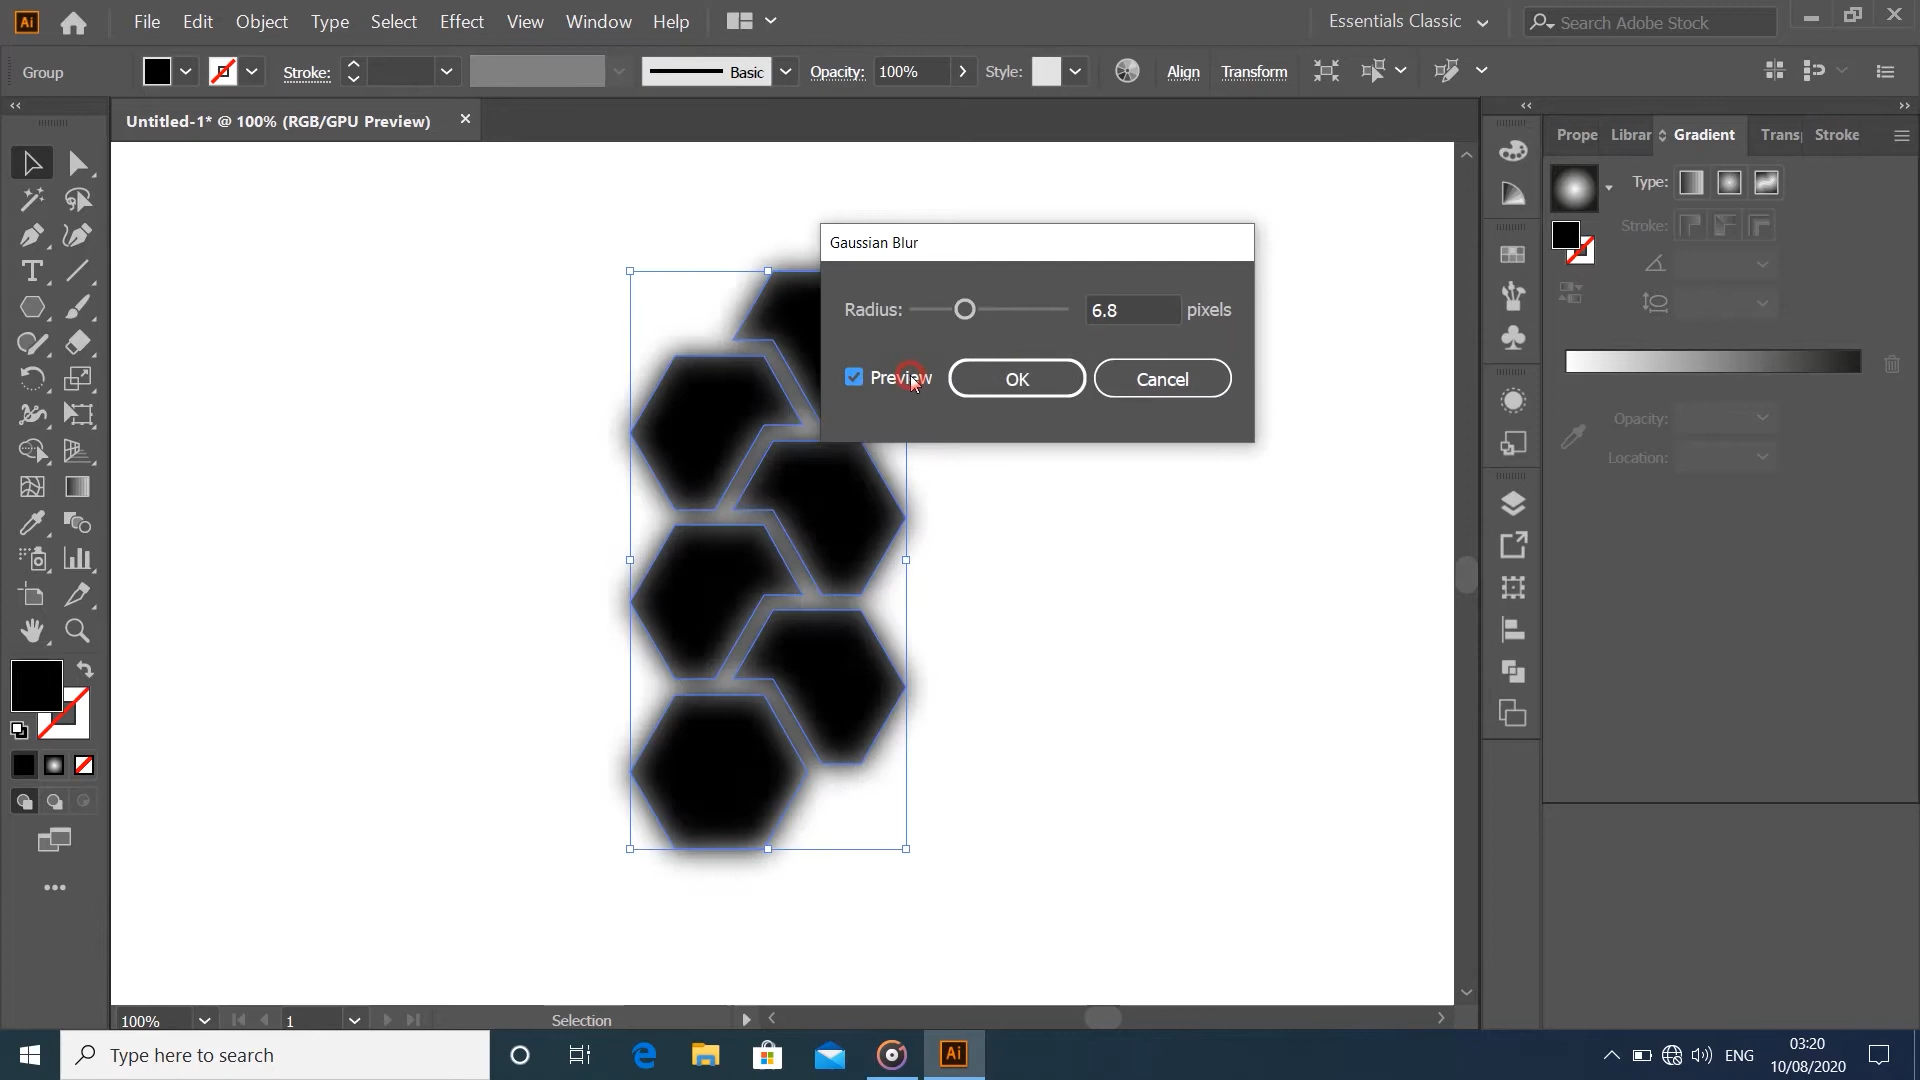 Ai File Edit Object Type Select Effect View Window Help Essentials Classic Search Adobe Stock
Group Stroke: Basic Opacity: 100% Style: Align Transform
Untitled-1* @ 100% (RGB/GPU Preview)
Prope Librar Gradient Trans Stroke
Type:
Stroke:
Gaussian Blur
Radius: 6.8 pixels
Preview OK Cancel
Opacity:
Location:
100% 1 Selection
Type here to search Ai ENG 03:20
10/08/2020